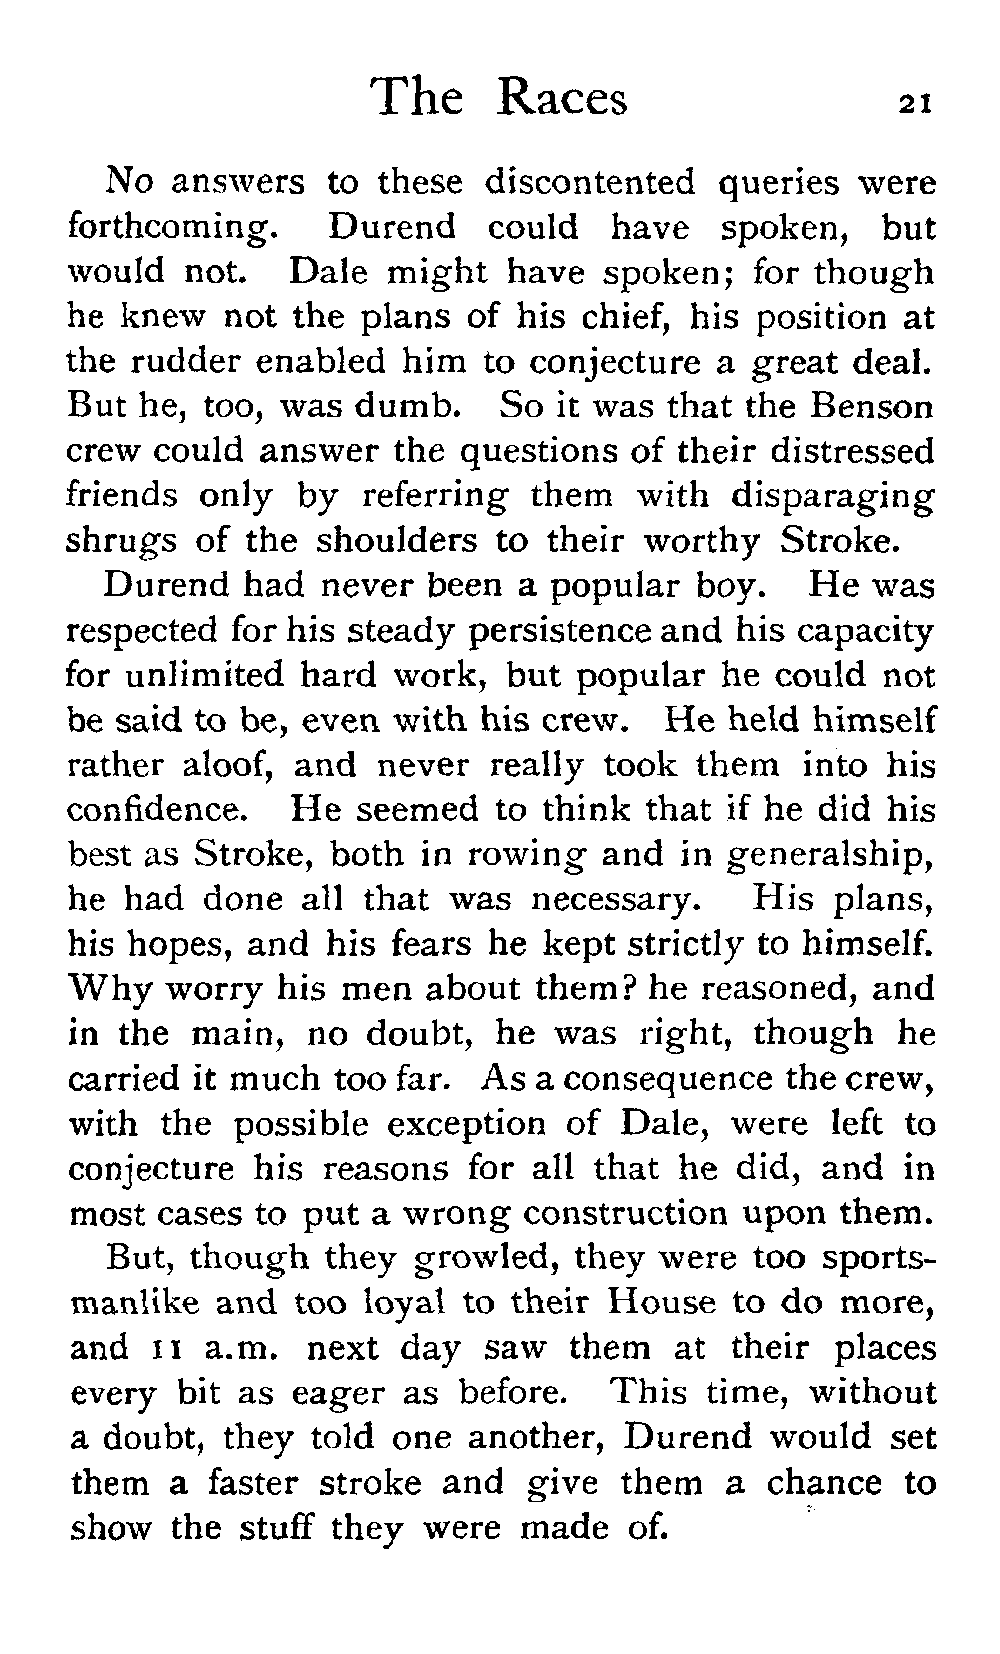 The Races 21
No answers to these discontented queries were
forthcoming. Durend could have spoken, but
would not. Dale might have spoken; for though
he knew not the plans of his chief, his position at
the rudder enabled him to conjecture a great deal.
But he, too, was dumb. So it was that the Benson
crew could answer the questions of their distressed
friends only by referring them with disparaging
shrugs of the shoulders to their worthy Stroke.
Durend had never been a popular boy. He was
respected for his steady persistence and his capacity
for unlimited hard work, but popular he could not
be said to be, even with his crew. He held himself
rather aloof, and never really took them into his
confidence. He seemed to think that if he did his
best as Stroke, both in rowing and in generalship,
he had done all that was necessary. His plans,
his hopes, and his fears he kept strictly to himself.
Why worry his men about them? he reasoned, and
in the main, no doubt, he was right, though he
carried it much too far. As a consequence the crew,
with the possible exception of Dale, were left to
conjecture his reasons for all that he did, and in
most cases to put a wrong construction upon them.
But, though they growled, they were too sports-
manlike and too loyal to their House to do more,
and 11 a.m. next day saw them at their places
every bit as eager as before. This time, without
a doubt, they told one another, Durend would set
them a faster stroke and give them a chance to
show the stuff they were made of.